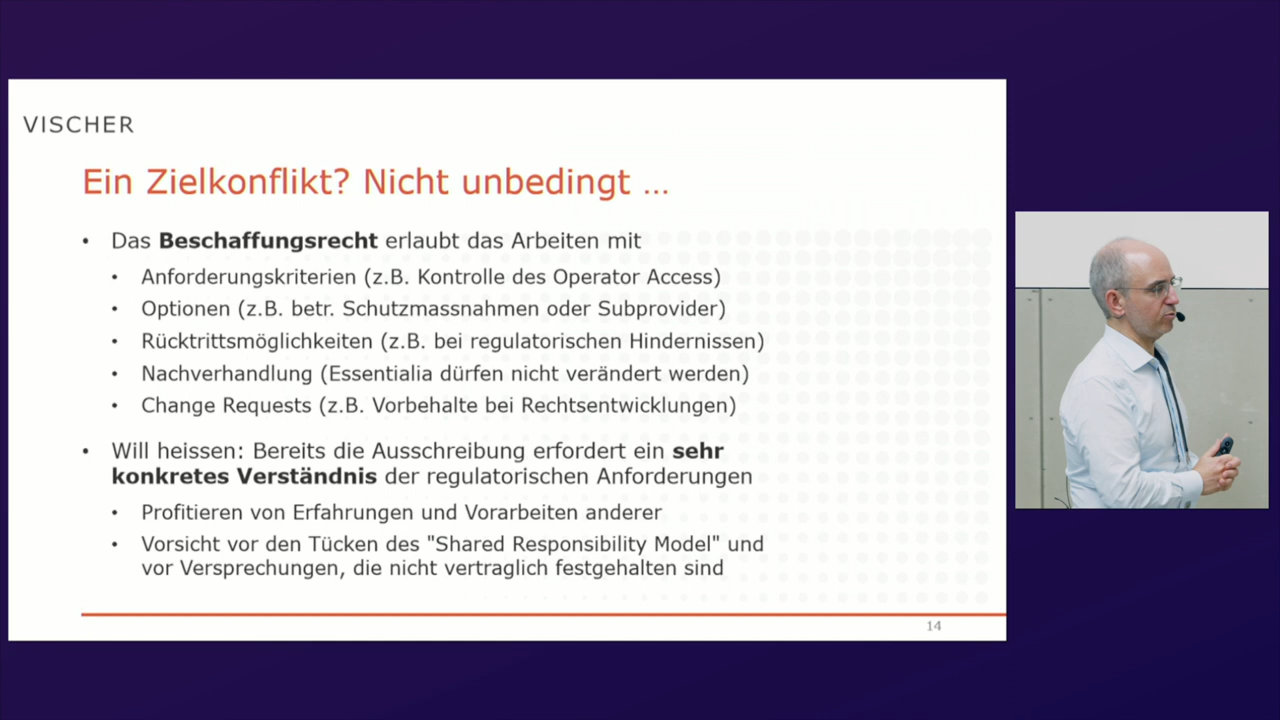 VISCHER
Ein Zielkonflikt? Nicht unbedingt ...
• Das Beschaffungsrecht erlaubt das Arbeiten mit
• Anforderungskriterien (z.B. Kontrolle des Operator Access)
• Optionen (z.B. betr. Schutzmassnahmen oder Subprovider)
• Rücktrittsmöglichkeiten (z.B. bei regulatorischen Hindernissen)
• Nachverhandlung (Essentialia dürfen nicht verändert werden)
• Change Requests (z.B. Vorbehalte bei Rechtsentwicklungen)
• Will heissen: Bereits die Ausschreibung erfordert ein sehr
konkretes Verständnis der regulatorischen Anforderungen
• Profitieren von Erfahrungen und Vorarbeiten anderer
• Vorsicht vor den Tücken des "Shared Responsibility Model" und
vor Versprechungen, die nicht vertraglich festgehalten sind
14